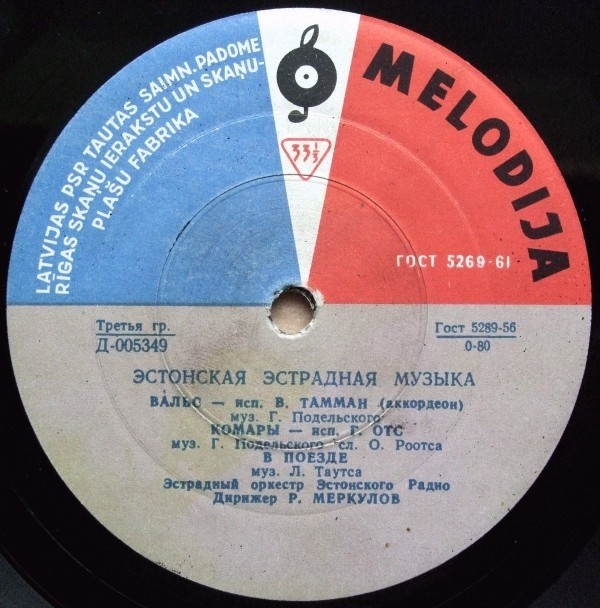 LATVIJAS PSR TAUTAS SAIMN. PADOME
RĪGAS SKAŅU IERAKSTU UN SKAŅU-
PLAŠU FABRIKA
MELODIJA
33⅓
ГОСТ 5269-61
Третья гр.
Д-005349
Гост 5289-56
0-80
ЭСТОНСКАЯ ЭСТРАДНАЯ МУЗЫКА
ВАЛЬС — исп. В. ТАММАН (аккордеон)
муз. Г. Подельского
КОМАРЫ — исп. Г. ОТС
муз. Г. Подельского сл. О. Роотса
В ПОЕЗДЕ
муз. Л. Таутса
Эстрадный оркестр Эстонского Радио
Дирижер Р. МЕРКУЛОВ